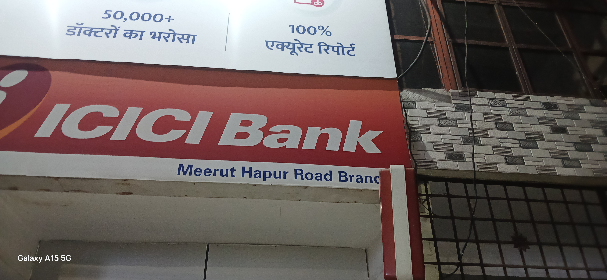 50,000+
डॉक्टरों का भरोसा
100%
एक्यूरेट रिपोर्ट
ICICI Bank
Meerut Hapur Road Branc
Galaxy A15 5G